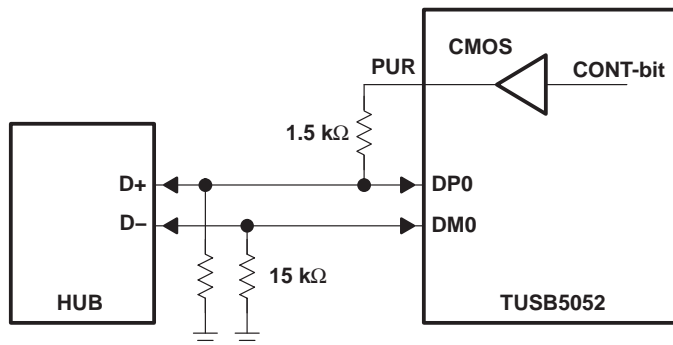 CMOS
PUR
CONT-bit
1.5 kΩ
D+
DP0
D–
DM0
15 kΩ
HUB
TUSB5052